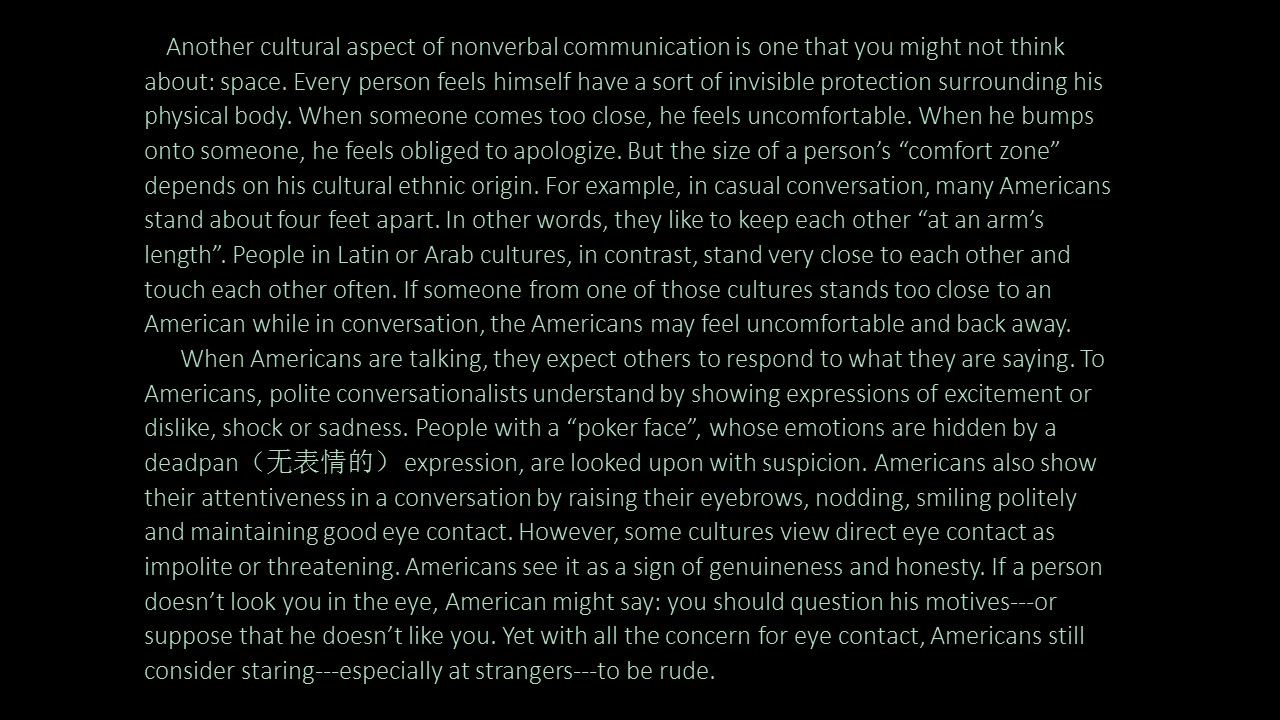 Another cultural aspect of nonverbal communication is one that you might not think
about: space. Every person feels himself have a sort of invisible protection surrounding his
physical body. When someone comes too close, he feels uncomfortable. When he bumps
onto someone, he feels obliged to apologize. But the size of a person’s “comfort zone”
depends on his cultural ethnic origin. For example, in casual conversation, many Americans
stand about four feet apart. In other words, they like to keep each other “at an arm’s
length”. People in Latin or Arab cultures, in contrast, stand very close to each other and
touch each other often. If someone from one of those cultures stands too close to an
American while in conversation, the Americans may feel uncomfortable and back away.
When Americans are talking, they expect others to respond to what they are saying. To
Americans, polite conversationalists understand by showing expressions of excitement or
dislike, shock or sadness. People with a “poker face”, whose emotions are hidden by a
deadpan（无表情的） expression, are looked upon with suspicion. Americans also show
their attentiveness in a conversation by raising their eyebrows, nodding, smiling politely
and maintaining good eye contact. However, some cultures view direct eye contact as
impolite or threatening. Americans see it as a sign of genuineness and honesty. If a person
doesn’t look you in the eye, American might say: you should question his motives---or
suppose that he doesn’t like you. Yet with all the concern for eye contact, Americans still
consider staring---especially at strangers---to be rude.